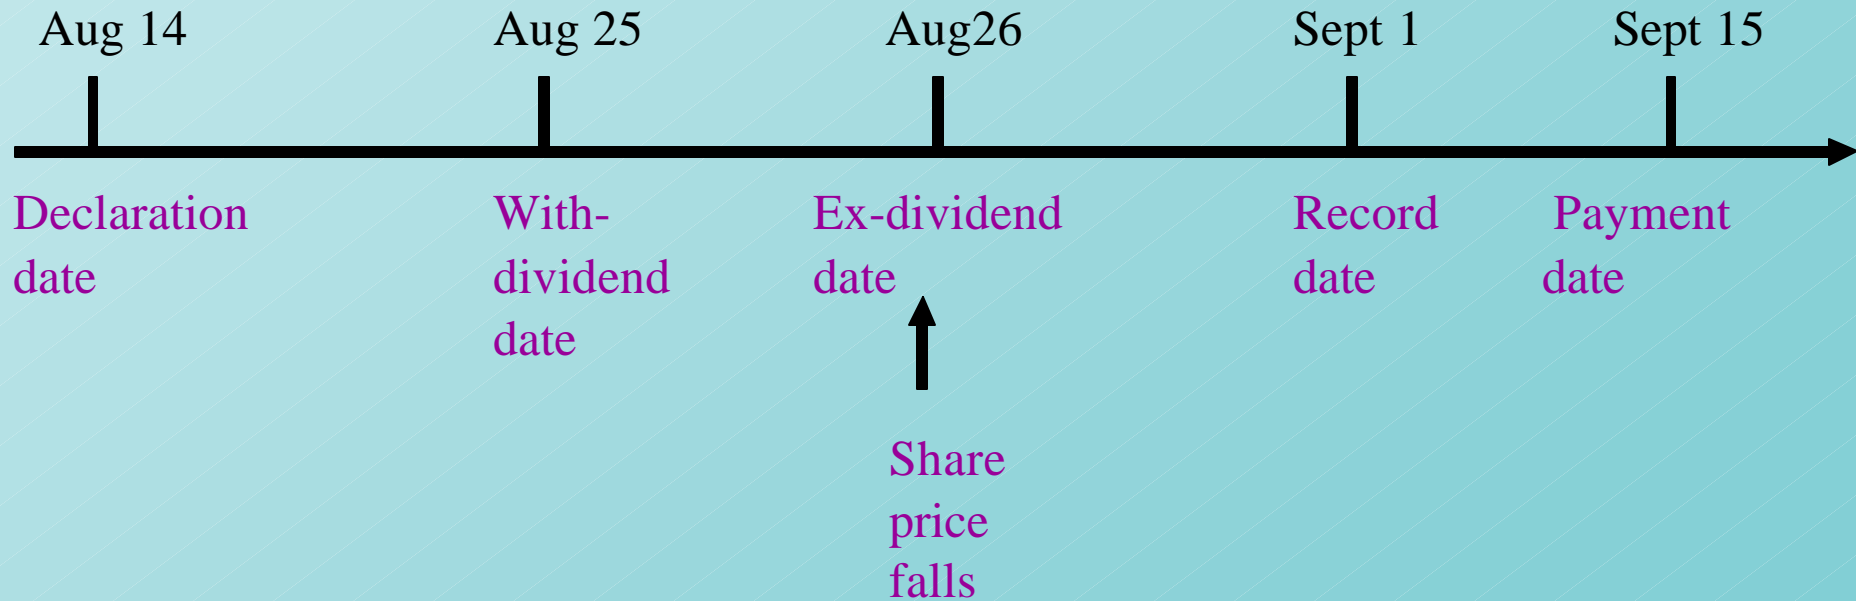 Aug 14 Aug 25 Aug26 Sept 1 Sept 15
Declaration With- Ex-dividend Record Payment
date dividend date date date
date
Share
price
falls